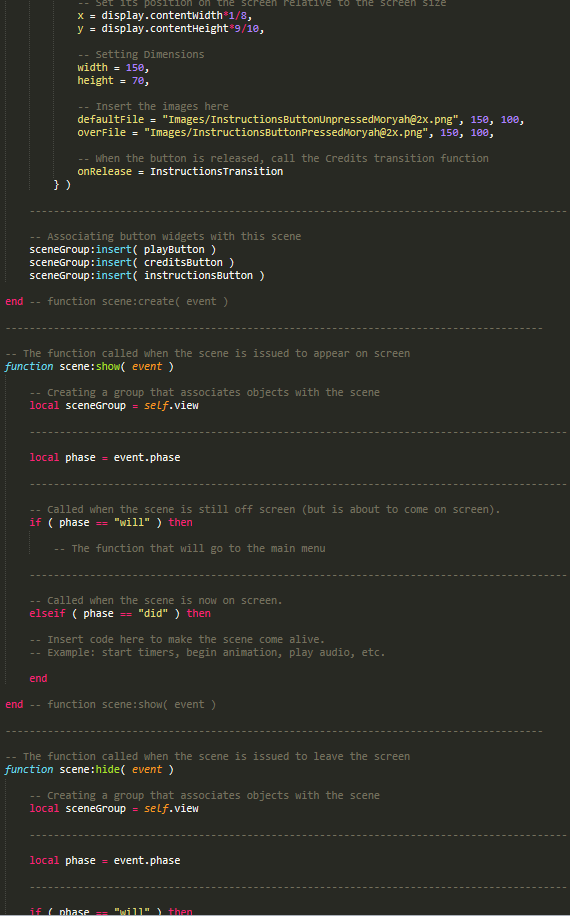 -- Set its position on the screen relative to the screen size
x = display.contentWidth*1/8,
y = display.contentHeight*9/10,
-- Setting Dimensions
width = 150,
height = 70,
-- Insert the images here
defaultFile = "Images/InstructionsButtonUnpressedMoryah@2x.png", 150, 100,
overFile = "Images/InstructionsButtonPressedMoryah@2x.png", 150, 100,
-- When the button is released, call the Credits transition function
onRelease = InstructionsTransition
} )
-----------------------------------------------------------------------------------------
-- Associating button widgets with this scene
sceneGroup:insert( playButton )
sceneGroup:insert( creditsButton )
sceneGroup:insert( instructionsButton )
end -- function scene:create( event )
-----------------------------------------------------------------------------------------
-- The function called when the scene is issued to appear on screen
function scene:show( event )
-- Creating a group that associates objects with the scene
local sceneGroup = self.view
-----------------------------------------------------------------------------------------
local phase = event.phase
-----------------------------------------------------------------------------------------
-- Called when the scene is still off screen (but is about to come on screen).
if ( phase == "will" ) then
-- The function that will go to the main menu
-----------------------------------------------------------------------------------------
-- Called when the scene is now on screen.
elseif ( phase == "did" ) then
-- Insert code here to make the scene come alive.
-- Example: start timers, begin animation, play audio, etc.
end
end -- function scene:show( event )
-----------------------------------------------------------------------------------------
-- The function called when the scene is issued to leave the screen
function scene:hide( event )
-- Creating a group that associates objects with the scene
local sceneGroup = self.view
-----------------------------------------------------------------------------------------
local phase = event.phase
-----------------------------------------------------------------------------------------
if ( phase == "will" ) then